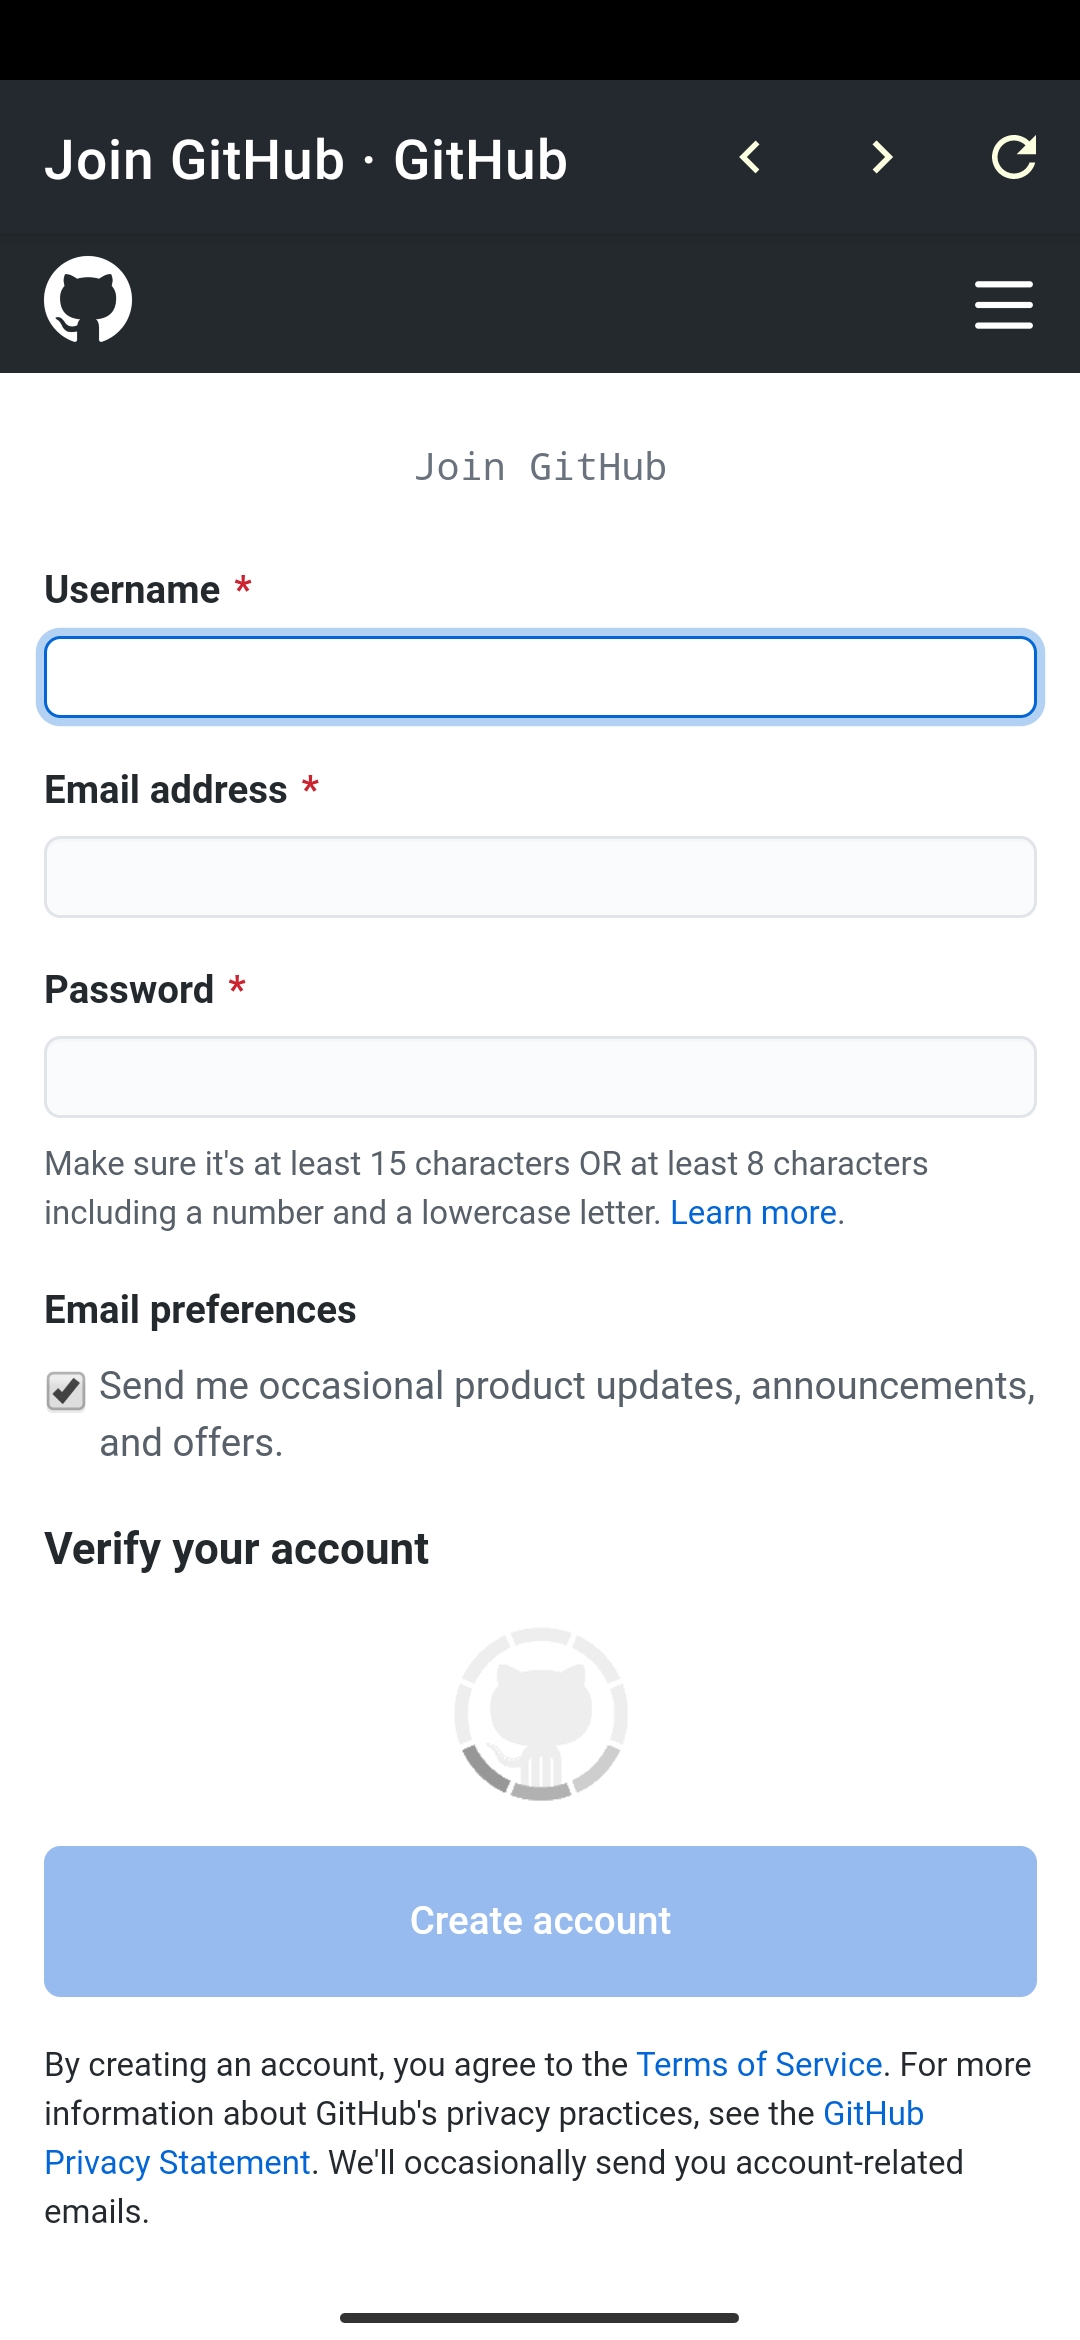 Join GitHub · GitHub
Join GitHub
Username *
Email address *
Password *
Make sure it's at least 15 characters OR at least 8 characters
including a number and a lowercase letter. Learn more.
Email preferences
Send me occasional product updates, announcements,
and offers.
Verify your account
Create account
By creating an account, you agree to the Terms of Service. For more
information about GitHub's privacy practices, see the GitHub
Privacy Statement. We'll occasionally send you account-related
emails.